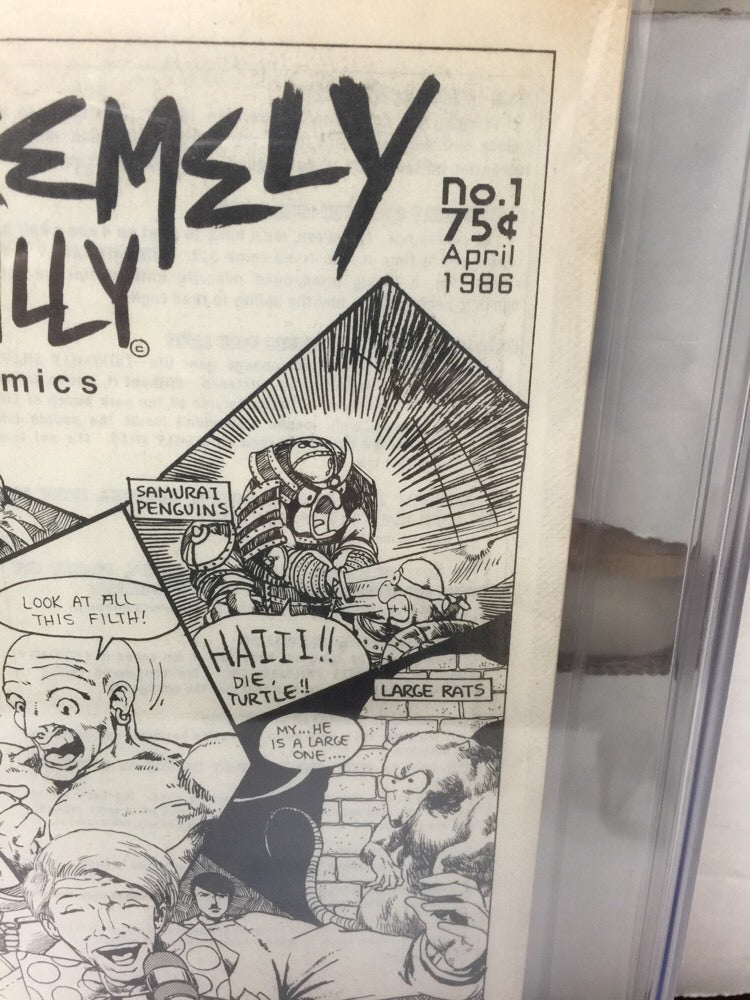 EMELY
No.1
75¢
April
1986
ILLY©
mics
SAMURAI
PENGUINS
LOOK AT ALL
THIS FILTH!
HAIII!!
DIE,
TURTLE!!
LARGE RATS
MY...HE
IS A LARGE
ONE....